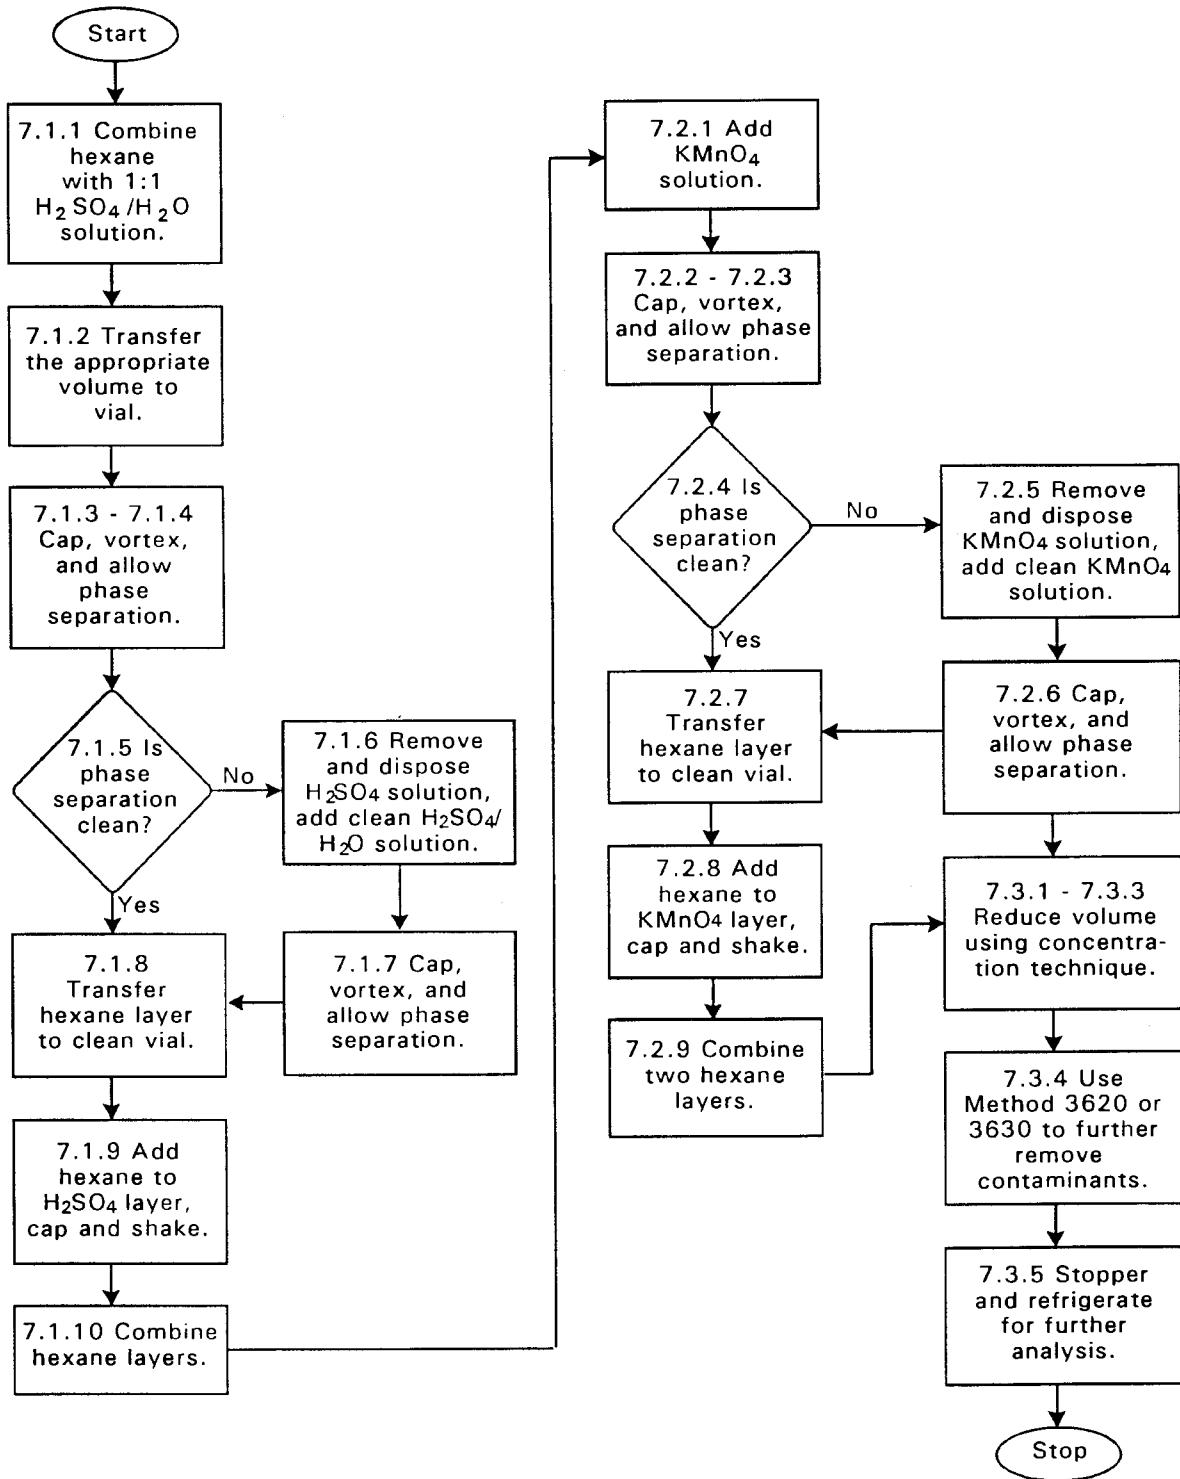 Start
7.1.1 Combine
hexane
with 1:1
H₂SO₄/H₂O
solution.
7.1.2 Transfer
the appropriate
volume to
vial.
7.1.3 - 7.1.4
Cap, vortex,
and allow
phase
separation.
7.1.5 Is
phase
separation
clean?
No
Yes
7.1.6 Remove
and dispose
H₂SO₄ solution,
add clean H₂SO₄/
H₂O solution.
7.1.7 Cap,
vortex, and
allow phase
separation.
7.1.8
Transfer
hexane layer
to clean vial.
7.1.9 Add
hexane to
H₂SO₄ layer,
cap and shake.
7.1.10 Combine
hexane layers.
7.2.1 Add
KMnO₄
solution.
7.2.2 - 7.2.3
Cap, vortex,
and allow phase
separation.
7.2.4 Is
phase
separation
clean?
No
Yes
7.2.5 Remove
and dispose
KMnO₄ solution,
add clean KMnO₄
solution.
7.2.6 Cap,
vortex, and
allow phase
separation.
7.2.7
Transfer
hexane layer
to clean vial.
7.2.8 Add
hexane to
KMnO₄ layer,
cap and shake.
7.2.9 Combine
two hexane
layers.
7.3.1 - 7.3.3
Reduce volume
using concentra-
tion technique.
7.3.4 Use
Method 3620 or
3630 to further
remove
contaminants.
7.3.5 Stopper
and refrigerate
for further
analysis.
Stop